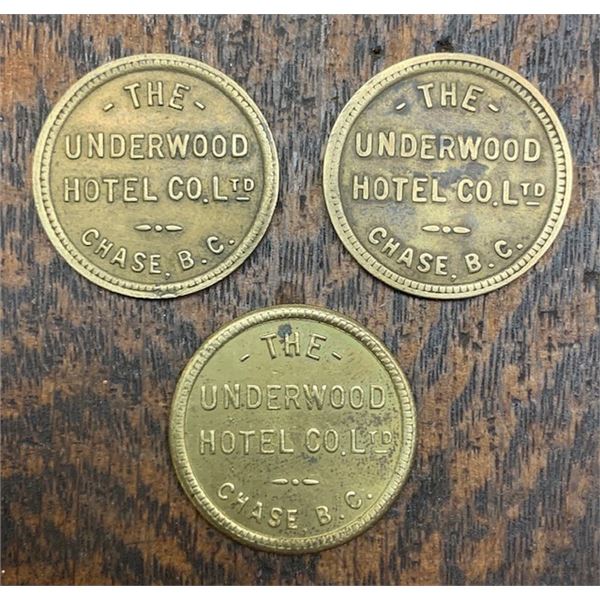 - THE -
UNDERWOOD
HOTEL CO. LTD
CHASE, B.C.
- THE -
UNDERWOOD
HOTEL CO. LTD
CHASE, B.C.
- THE -
UNDERWOOD
HOTEL CO. LTD
CHASE, B.C.